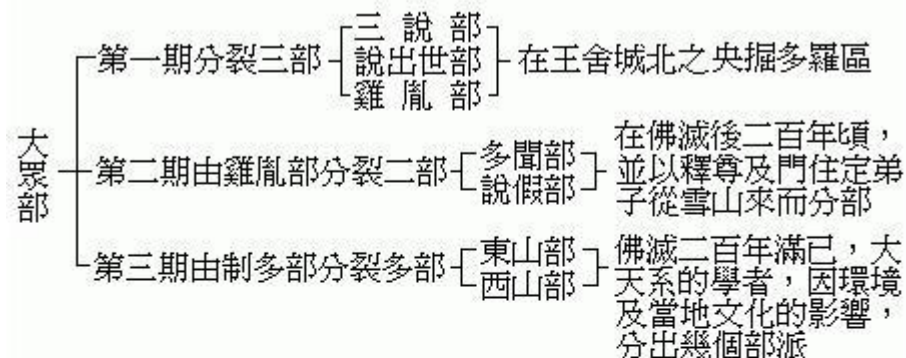 大眾部
第一期分裂三部
三說部
說出世部
雞胤部
在王舍城北之央掘多羅區
第二期由雞胤部分裂二部
多聞部
說假部
在佛滅後二百年頃，
並以釋尊及門住定弟
子從雪山來而分部
第三期由制多部分裂多部
東山部
西山部
佛滅二百年滿已，大
天系的學者，因環境
及當地文化的影響，
分出幾個部派